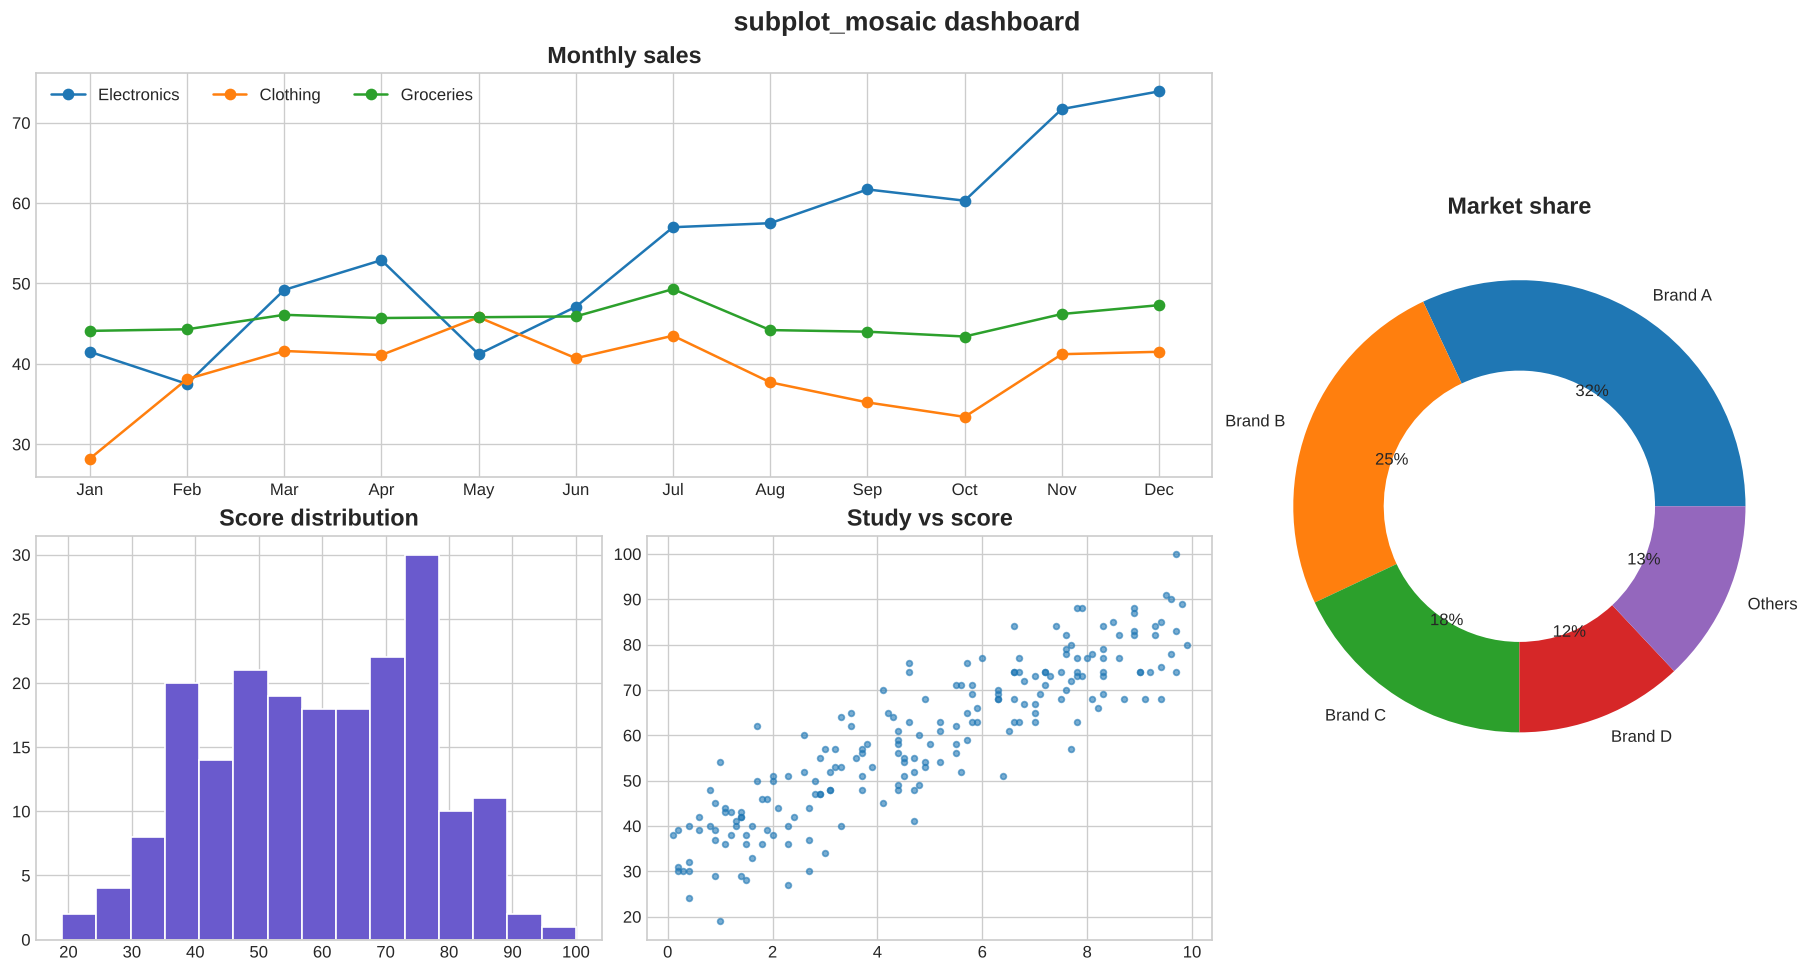 subplot_mosaic dashboard
Monthly sales
Electronics
Clothing
Groceries
70
60
50
40
30
Jan Feb Mar Apr May Jun Jul Aug Sep Oct Nov Dec
Score distribution
30
25
20
15
10
5
0
20 30 40 50 60 70 80 90 100
Study vs score
100
90
80
70
60
50
40
30
20
0 2 4 6 8 10
Market share
Brand A
32%
Brand B
25%
Brand C
18%
Brand D
12%
Others
13%